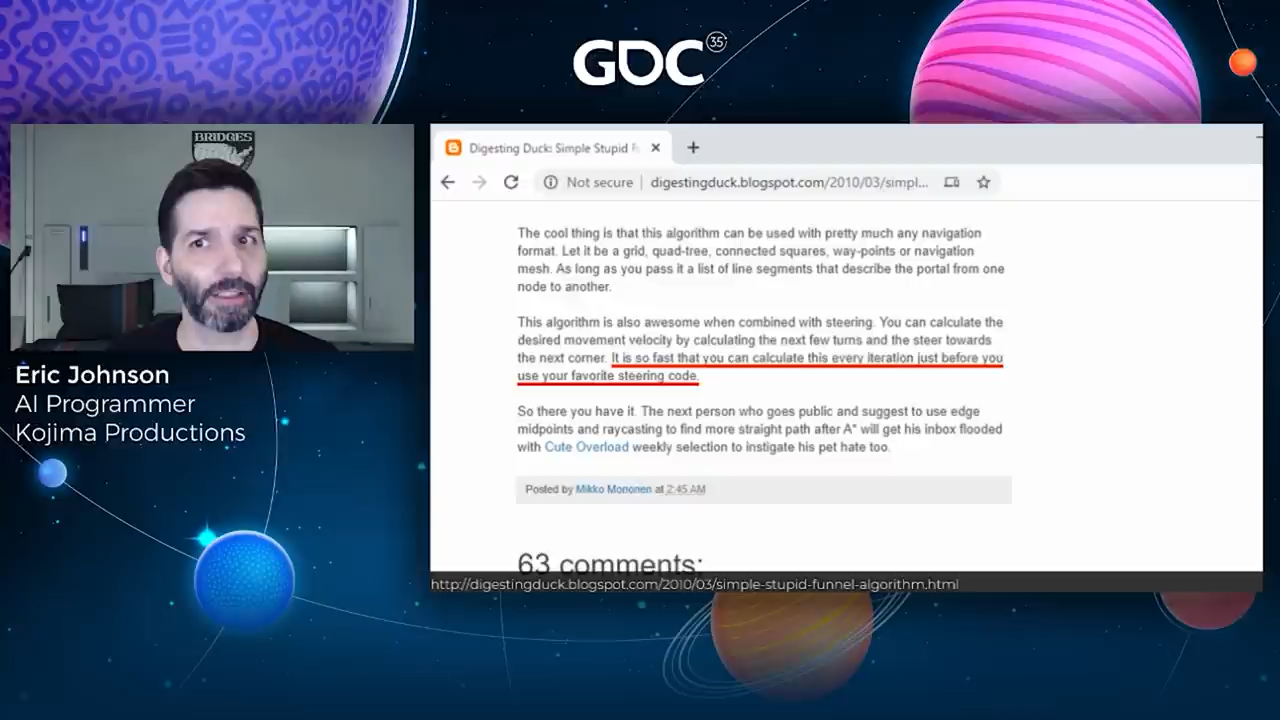 GDC 35
BRIDGES
Eric Johnson
AI Programmer
Kojima Productions
Digesting Duck: Simple Stupid
Not secure
digestingduck.blogspot.com/2010/03/simpl...
The cool thing is that this algorithm can be used with pretty much any navigation
format. Let it be a grid, quad-tree, connected squares, way-points or navigation
mesh. As long as you pass it a list of line segments that describe the portal from one
node to another.
This algorithm is also awesome when combined with steering. You can calculate the
desired movement velocity by calculating the next few turns and the steer towards
the next corner. It is so fast that you can calculate this every iteration just before you
use your favorite steering code.
So there you have it. The next person who goes public and suggest to use edge
midpoints and raycasting to find more straight path after A* will get his inbox flooded
with Cute Overload weekly selection to instigate his pet hate too.
Posted by Mikko Mononen at 2:45 AM
63 comments:
http://digestingduck.blogspot.com/2010/03/simple-stupid-funnel-algorithm.html